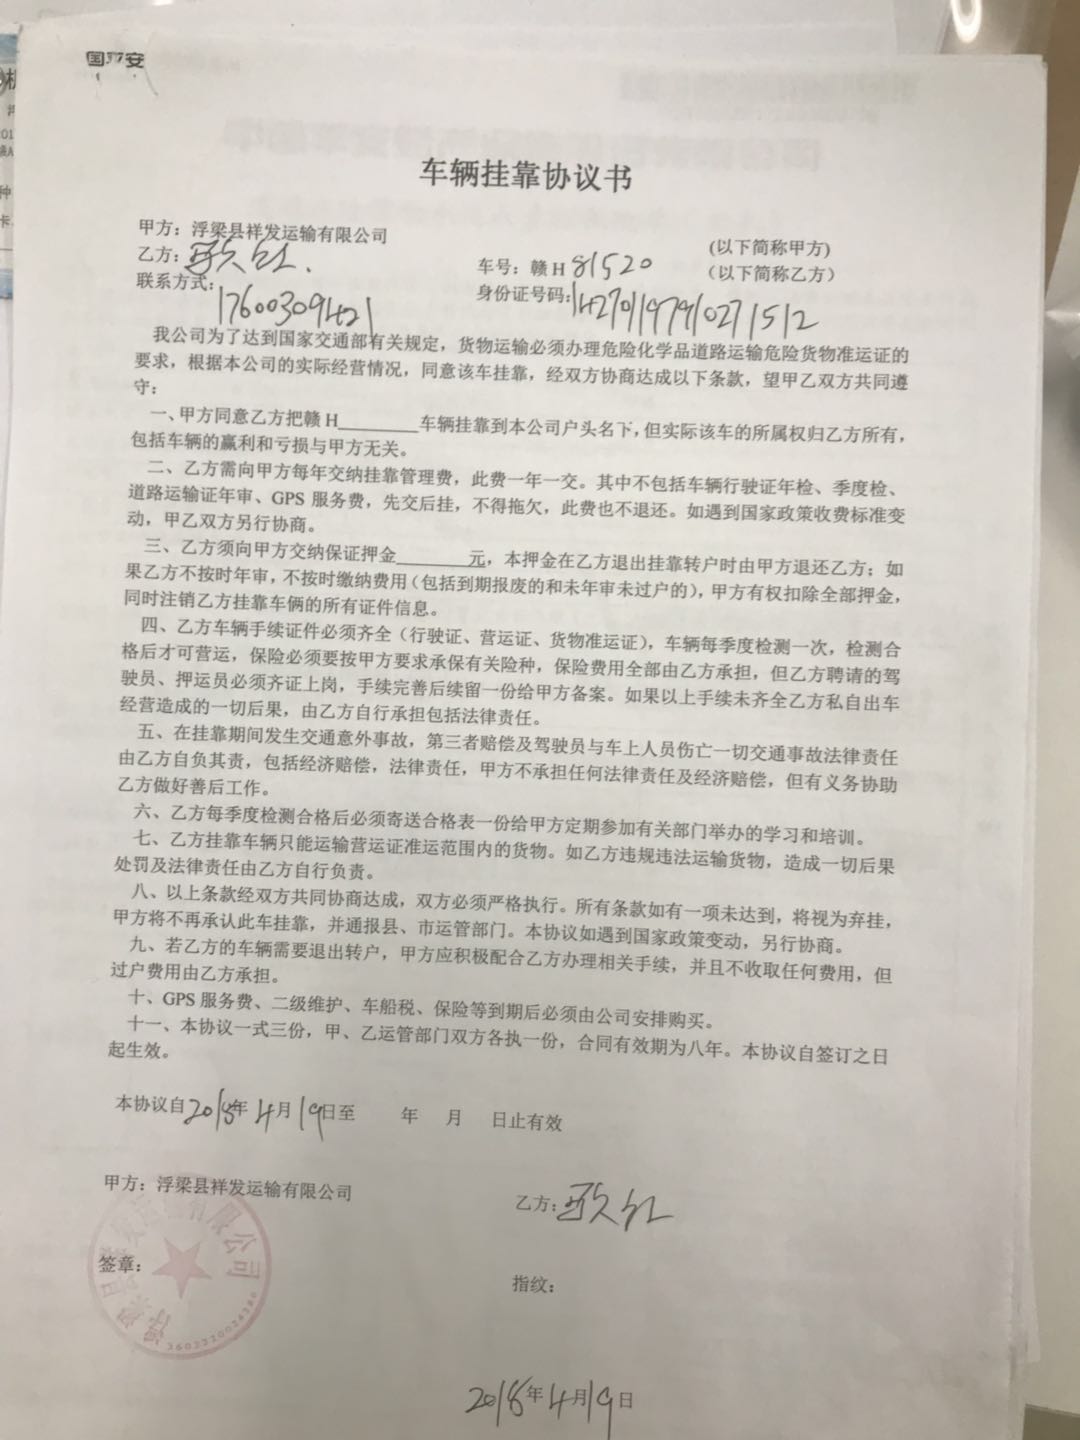 车辆挂靠协议书
甲方：浮梁县祥发运输有限公司 (以下简称甲方)
乙方： 车号：赣 H 81520 （以下简称乙方）
联系方式：17600309421 身份证号码：142701197910271512
我公司为了达到国家交通部有关规定，货物运输必须办理危险化学品道路运输危险货物准运证的
要求，根据本公司的实际经营情况，同意该车挂靠，经双方协商达成以下条款，望甲乙双方共同遵
守：
一、甲方同意乙方把赣 H________车辆挂靠到本公司户头名下，但实际该车的所属权归乙方所有，
包括车辆的赢利和亏损与甲方无关。
二、乙方需向甲方每年交纳挂靠管理费，此费一年一交。其中不包括车辆行驶证年检、季度检、
道路运输证年审、GPS 服务费，先交后挂，不得拖欠，此费也不退还。如遇到国家政策收费标准变
动，甲乙双方另行协商。
三、乙方须向甲方交纳保证押金________元，本押金在乙方退出挂靠转户时由甲方退还乙方；如
果乙方不按时年审，不按时缴纳费用（包括到期报废的和未年审未过户的），甲方有权扣除全部押金，
同时注销乙方挂靠车俩的所有证件信息。
四、乙方车辆手续证件必须齐全（行驶证、营运证、货物准运证），车辆每季度检测一次，检测合
格后才可营运，保险必须要按甲方要求承保有关险种，保险费用全部由乙方承担，但乙方聘请的驾
驶员、押运员必须齐证上岗，手续完善后续留一份给甲方备案。如果以上手续未齐全乙方私自出车
经营造成的一切后果，由乙方自行承担包括法律责任。
五、在挂靠期间发生交通意外事故，第三者赔偿及驾驶员与车上人员伤亡一切交通事故法律责任
由乙方自负其责，包括经济赔偿，法律责任，甲方不承担任何法律责任及经济赔偿，但有义务协助
乙方做好善后工作。
六、乙方每季度检测合格后必须寄送合格表一份给甲方定期参加有关部门举办的学习和培训。
七、乙方挂靠车辆只能运输营运证准运范围内的货物。如乙方违规违法运输货物，造成一切后果
处罚及法律责任由乙方自行负责。
八、以上条款经双方共同协商达成，双方必须严格执行。所有条款如有一项未达到，将视为弃挂，
甲方将不再承认此车挂靠，并通报县、市运管部门。本协议如遇到国家政策变动，另行协商。
九、若乙方的车辆需要退出转户，甲方应积极配合乙方办理相关手续，并且不收取任何费用，但
过户费用由乙方承担。
十、GPS 服务费、二级维护、车船税、保险等到期后必须由公司安排购买。
十一、本协议一式三份，甲、乙运管部门双方各执一份，合同有效期为八年。本协议自签订之日
起生效。
本协议自2018年4月19日至 年 月 日止有效
甲方：浮梁县祥发运输有限公司 乙方：
签章： 指纹：
2018年4月19日